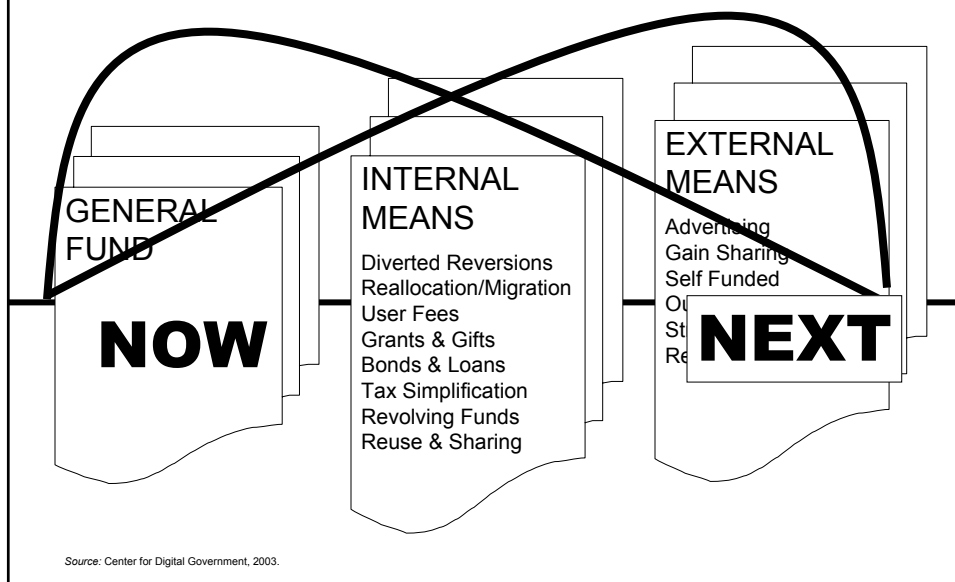 GENERAL
FUND
NOW
INTERNAL
MEANS
Diverted Reversions
Reallocation/Migration
User Fees
Grants & Gifts
Bonds & Loans
Tax Simplification
Revolving Funds
Reuse & Sharing
EXTERNAL
MEANS
Advertising
Gain Sharing
Self Funded
NEXT
Source: Center for Digital Government, 2003.